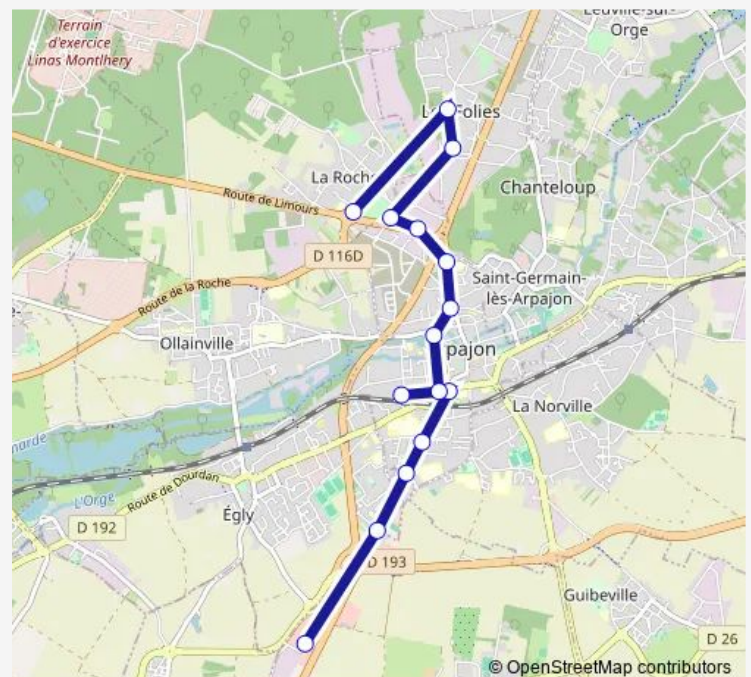 Leuville-sur-
Orge
Terrain
d'exercice
Linas Montlhery
Folies
La Roche
Chanteloup
Route de Limours
D 116D
Saint-Germain-
lès-Arpajon
Route de la Roche
Ollainville
pajon
La Norville
Route de Dourdan
L'Orge
Égly
D 192
D 193
Guibeville
D 26
© OpenStreetMap contributors